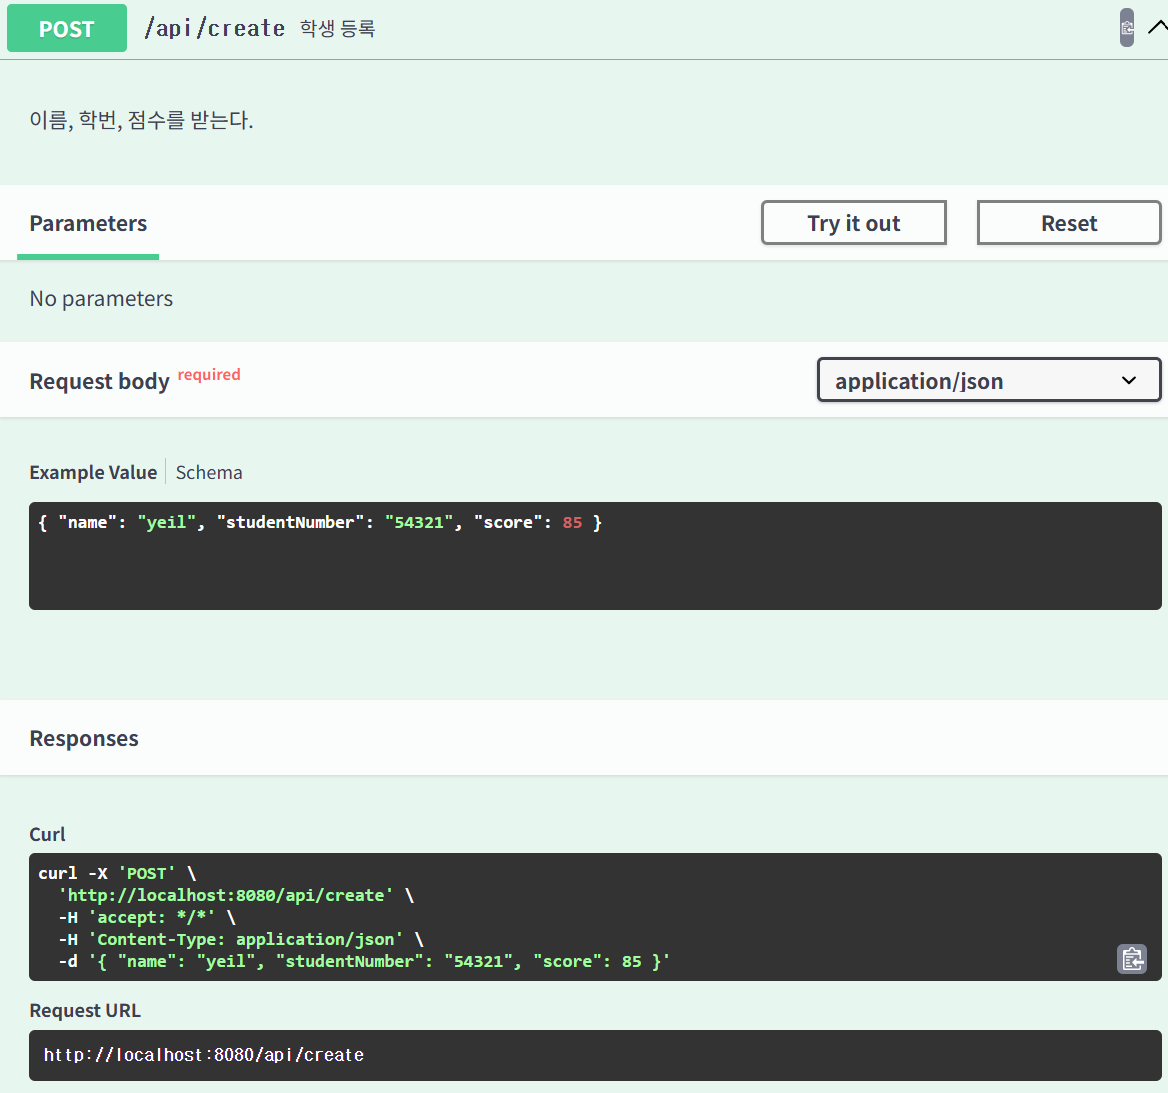 POST /api/create 학생 등록
이름, 학번, 점수를 받는다.
Parameters Try it out Reset
No parameters
Request body required application/json
Example Value Schema
{ "name": "yeil", "studentNumber": "54321", "score": 85 }
Responses
Curl
curl -X 'POST' \
  'http://localhost:8080/api/create' \
  -H 'accept: */*' \
  -H 'Content-Type: application/json' \
  -d '{ "name": "yeil", "studentNumber": "54321", "score": 85 }'
Request URL
http://localhost:8080/api/create